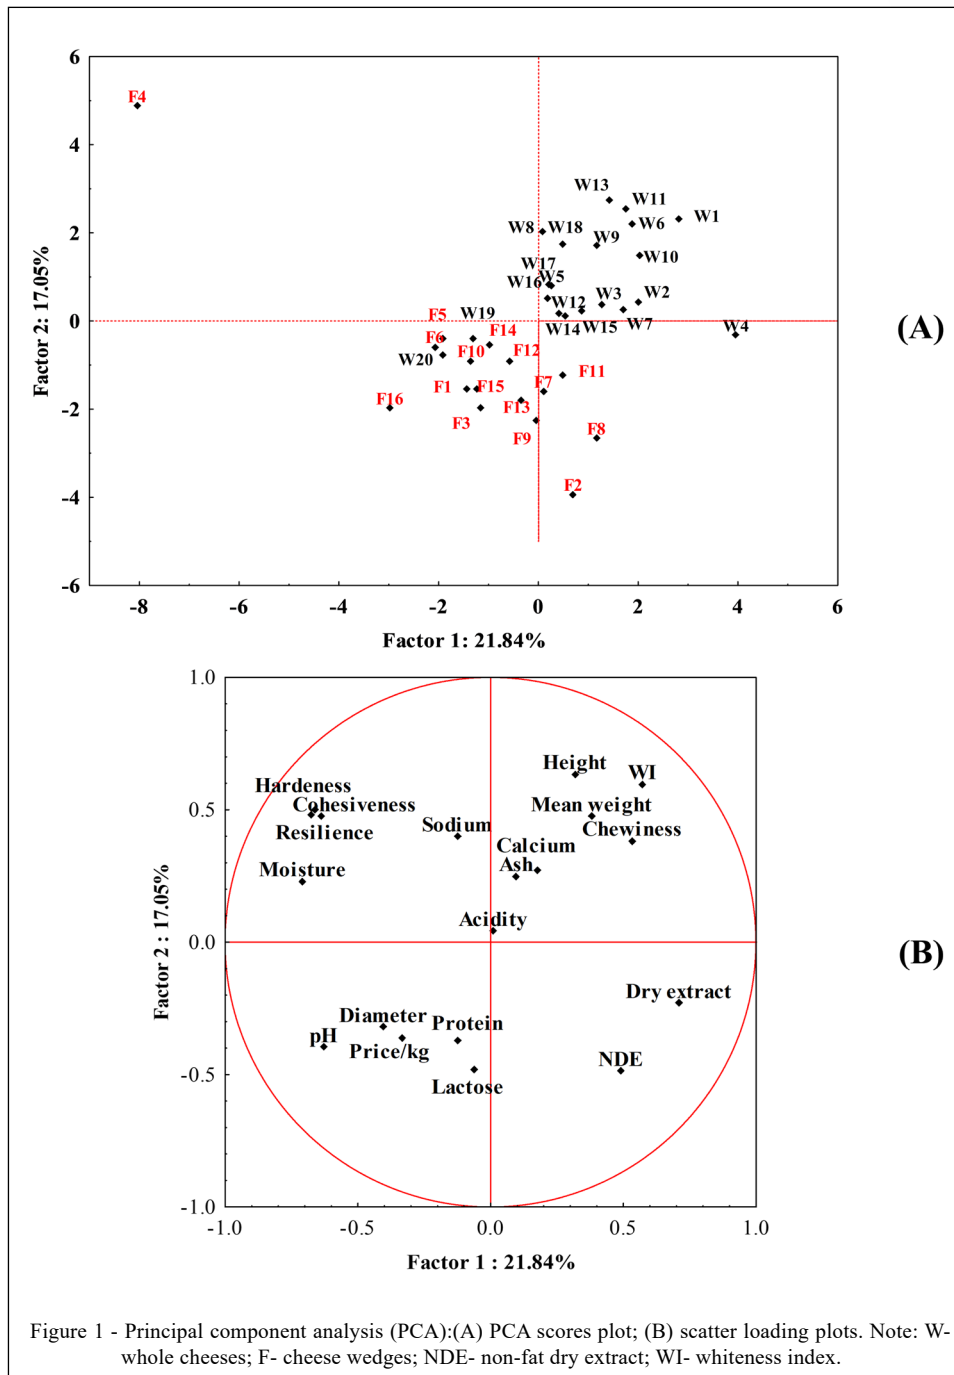 6
F4
4
W13
W11
W1
W8
W18
W6
W9
2
W10
W17
W5
W16
W2
W3
W12
F5
W19
0
F14
W14
W15
W7
W4
F6
F10
F12
W20
F11
F1
F15
F7
F16
-2
F13
F3
F8
F9
F2
-4
-6
-8
-6
-4
-2
0
2
4
6
Factor 2: 17.05%
Factor 1: 21.84%
(A)
1.0
Height
WI
Hardeness
Cohesiveness
Mean weight
0.5
Sodium
Resilience
Chewiness
Calcium
Moisture
Ash
Acidity
0.0
Dry extract
Diameter
Protein
pH
Price/kg
NDE
-0.5
Lactose
-1.0
-1.0
-0.5
0.0
0.5
1.0
Factor 2 : 17.05%
Factor 1 : 21.84%
(B)
Figure 1 - Principal component analysis (PCA):(A) PCA scores plot; (B) scatter loading plots. Note: W-
whole cheeses; F- cheese wedges; NDE- non-fat dry extract; WI- whiteness index.